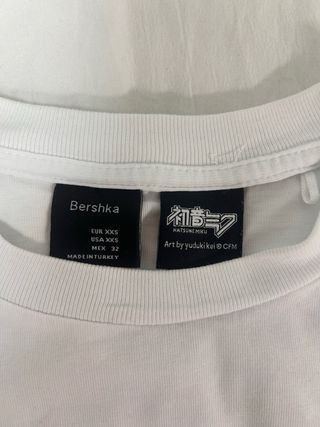 Bershka
EUR XXS
USA XXS
MEX 32
MADE IN TURKEY
初音ミク
HATSUNE MIKU
Art by yuduki kei © CFM